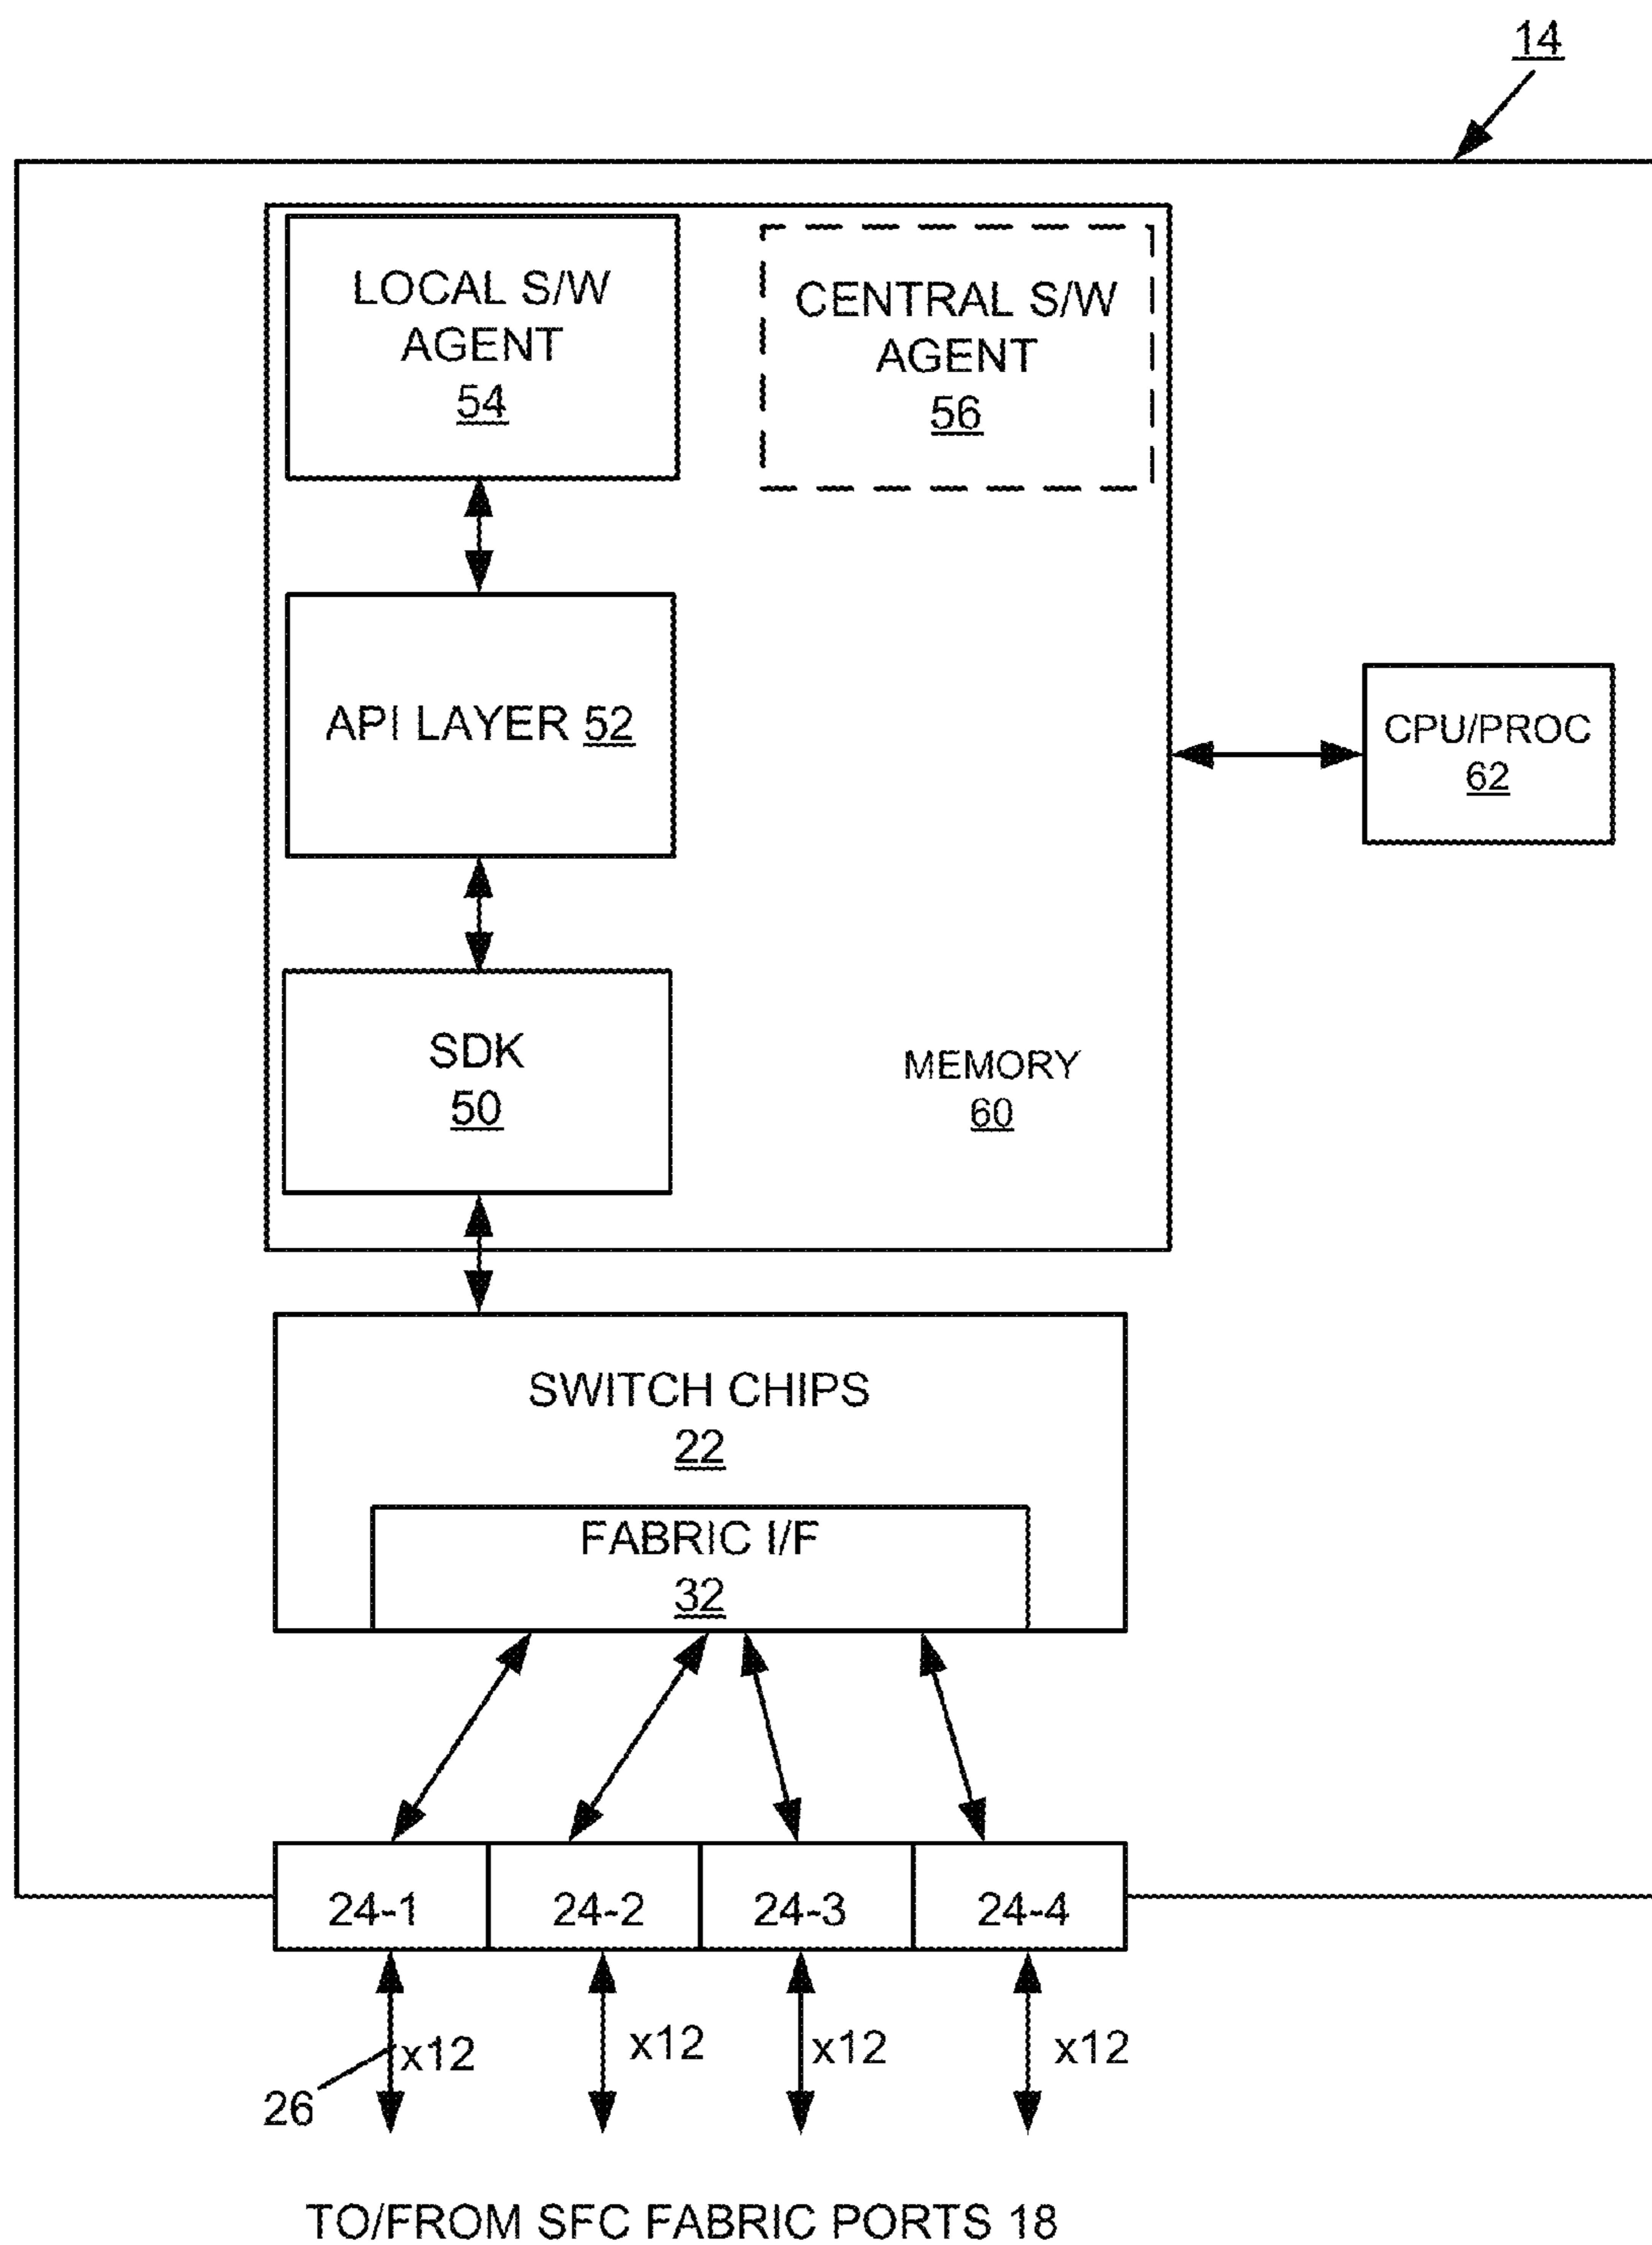 14
LOCAL S/W
AGENT
54
CENTRAL S/W
AGENT
56
API LAYER 52
CPU/PROC
62
SDK
50
MEMORY
60
SWITCH CHIPS
22
FABRIC I/F
32
24-1
24-2
24-3
24-4
x12
x12
x12
x12
26
TO/FROM SFC FABRIC PORTS 18